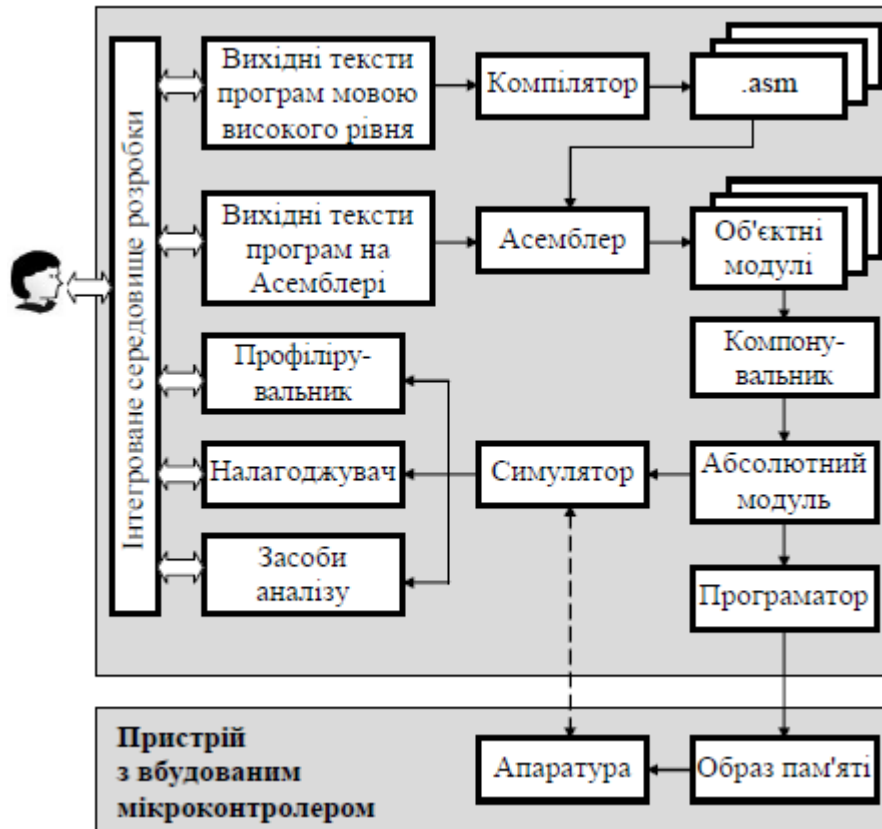 Інтегроване середовище розробки
Вихідні тексти
програм мовою
високого рівня
Компілятор
.asm
Вихідні тексти
програм на
Асемблері
Асемблер
Об'єктні
модулі
Компону-
вальник
Профіліру-
вальник
Налагоджувач
Симулятор
Абсолютний
модуль
Засоби
аналізу
Програматор
Пристрій
з вбудованим
мікроконтролером
Апаратура
Образ пам'яті